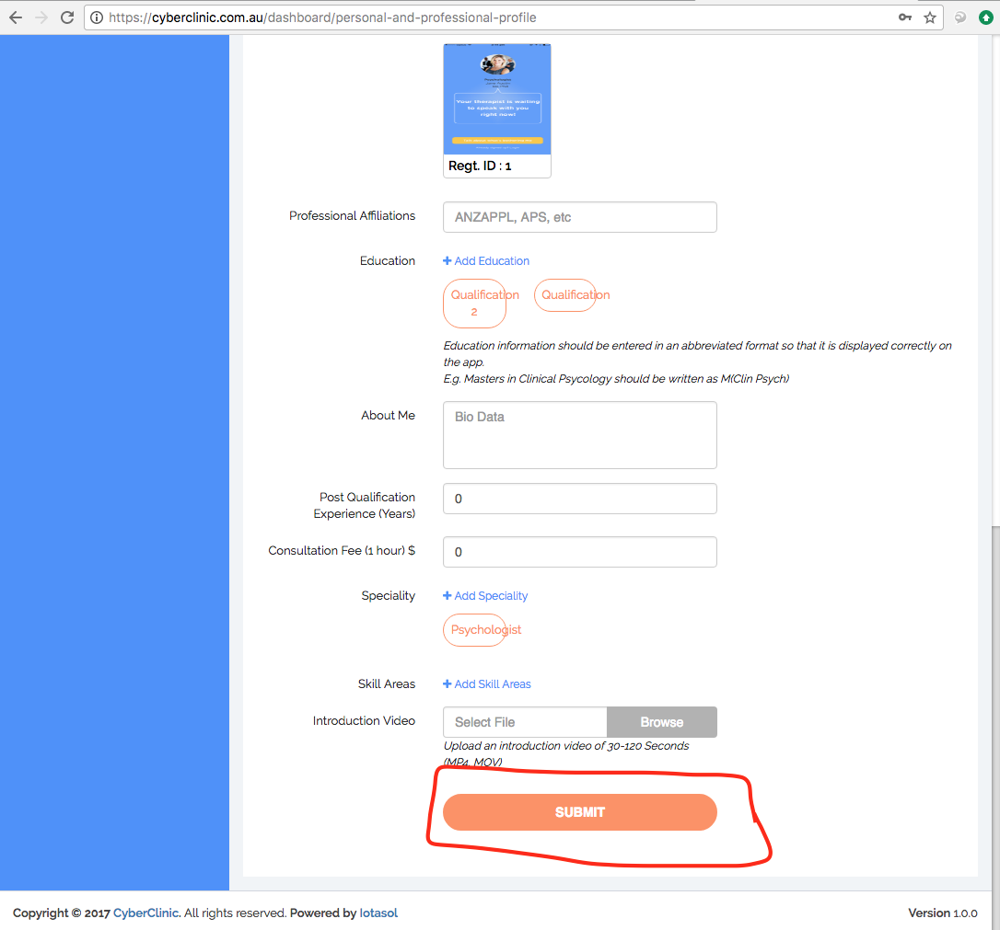 https://cyberclinic.com.au/dashboard/personal-and-professional-profile
Your therapist is waiting
to speak with you
right now!
Regt. ID : 1
Professional Affiliations
ANZAPPL, APS, etc
Education
+ Add Education
Qualification
2
Qualification
Education information should be entered in an abbreviated format so that it is displayed correctly on
the app.
E.g. Masters in Clinical Psycology should be written as M(Clin Psych)
About Me
Bio Data
Post Qualification
Experience (Years)
0
Consultation Fee (1 hour) $
0
Speciality
+ Add Speciality
Psychologist
Skill Areas
+ Add Skill Areas
Introduction Video
Select File
Browse
Upload an introduction video of 30-120 Seconds
(MP4, MOV)
SUBMIT
Copyright © 2017 CyberClinic. All rights reserved. Powered by Iotasol
Version 1.0.0